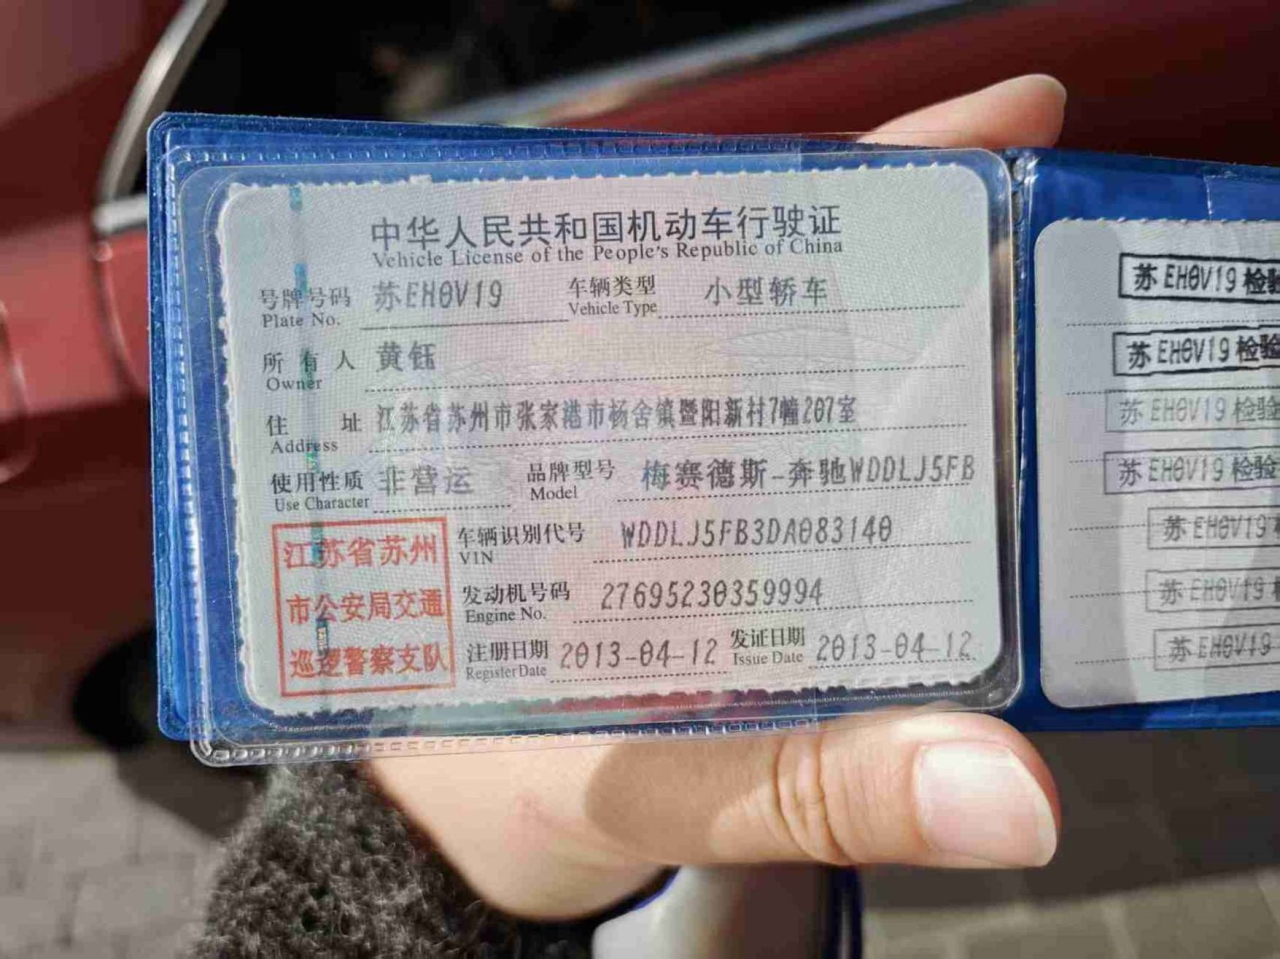 中华人民共和国机动车行驶证
Vehicle License of the People's Republic of China
号牌号码 苏EH0V19 车辆类型 小型轿车
Plate No. Vehicle Type
所有人 黄钰
Owner
住址 江苏省苏州市张家港市杨舍镇暨阳新村7幢207室
Address
使用性质 非营运 品牌型号 梅赛德斯-奔驰WDDLJ5FB
Use Character Model
车辆识别代号 WDDLJ5FB3DA083140
VIN
发动机号码 27695230359994
Engine No.
注册日期 2013-04-12 发证日期 2013-04-12
Register Date Issue Date
江苏省苏州
市公安局交通
巡逻警察支队
苏EH0V19检验
苏EH0V19检验
苏EH0V19检验
苏EH0V19检验
苏EH0V19
苏EH0V19
苏EH0V19